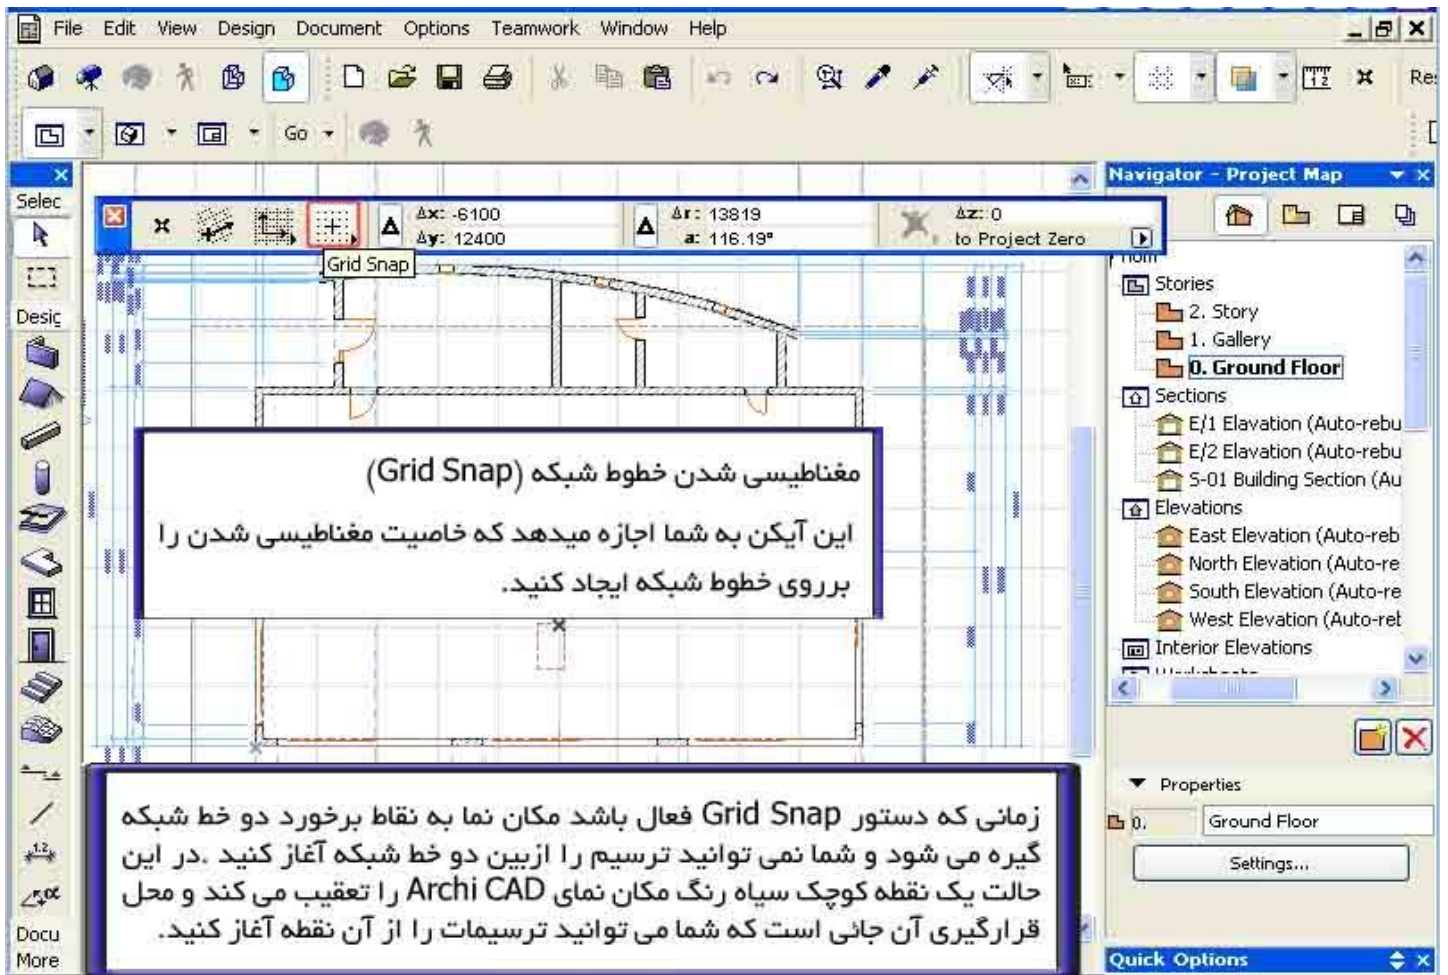 File Edit View Design Document Options Teamwork Window Help
Go
Selec
Desig
Docu
More
Δx: -6100
Δy: 12400
Δr: 13819
a: 116.19°
Δz: 0
to Project Zero
Grid Snap
مغناطیسی شدن خطوط شبکه (Grid Snap)
این آیکن به شما اجازه میدهد که خاصیت مغناطیسی شدن را
برروی خطوط شبکه ایجاد کنید.
زمانی که دستور Grid Snap فعال باشد مکان نما به نقاط برخورد دو خط شبکه
گیره می شود و شما نمی توانید ترسیم را ازبین دو خط شبکه آغاز کنید .در این
حالت یک نقطه کوچک سیاه رنگ مکان نمای Archi CAD را تعقیب می کند و محل
قرارگیری آن جائی است که شما می توانید ترسیمات را از آن نقطه آغاز کنید.
Navigator - Project Map
Stories
2. Story
1. Gallery
0. Ground Floor
Sections
E/1 Elavation (Auto-rebu
E/2 Elavation (Auto-rebu
S-01 Building Section (Au
Elevations
East Elevation (Auto-reb
North Elevation (Auto-re
South Elevation (Auto-re
West Elevation (Auto-ret
Interior Elevations
Properties
0. Ground Floor
Settings...
Quick Options